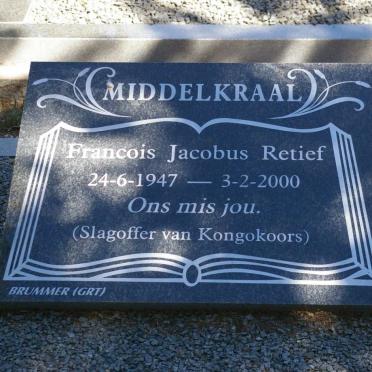 MIDDELKRAAL
Francois Jacobus Retief
24-6-1947 — 3-2-2000
Ons mis jou.
(Slagoffer van Kongokoors)
BRUMMER (GRT)